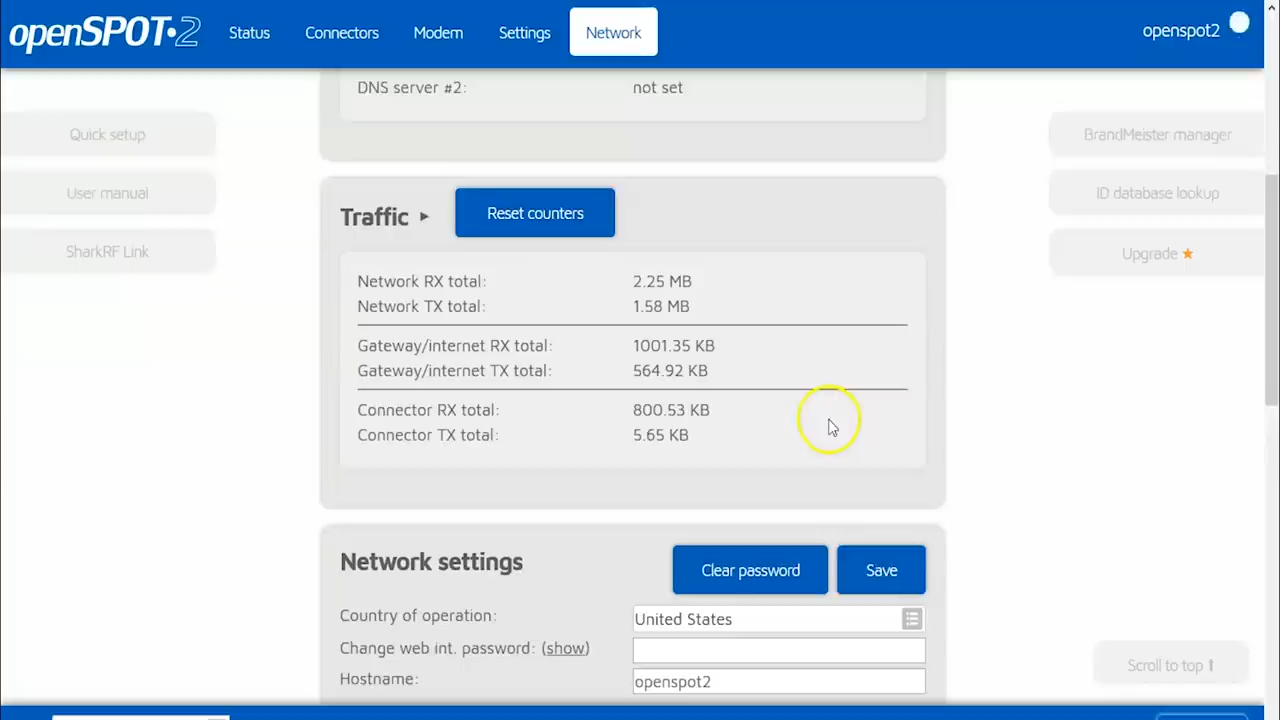 openSPOT•2 Status Connectors Modem Settings Network openspot2
DNS server #2: not set
Quick setup
User manual
SharkRF Link
BrandMeister manager
ID database lookup
Upgrade ★
Traffic ▸ Reset counters
Network RX total: 2.25 MB
Network TX total: 1.58 MB
Gateway/internet RX total: 1001.35 KB
Gateway/internet TX total: 564.92 KB
Connector RX total: 800.53 KB
Connector TX total: 5.65 KB
Network settings Clear password Save
Country of operation: United States
Change web int. password: (show)
Hostname: openspot2
Scroll to top ⬆